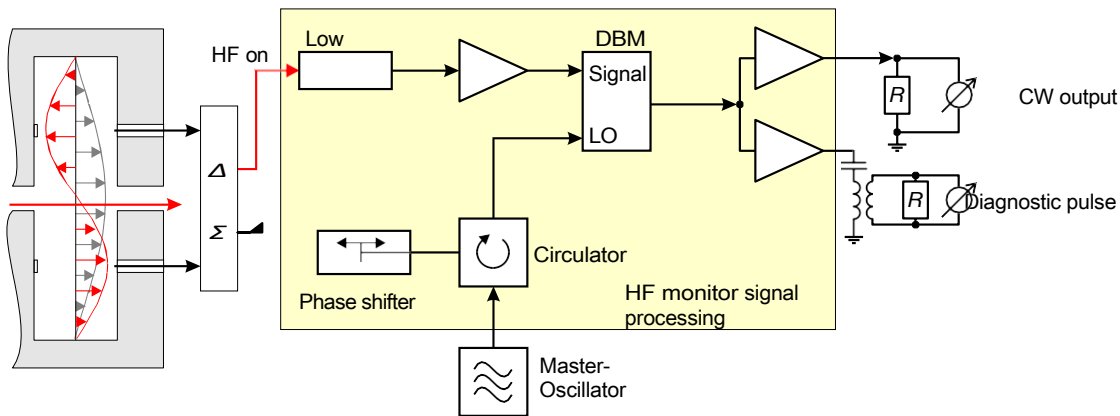 HF on
Low
DBM
Signal
LO
R
CW output
Δ
Σ
R
Diagnostic pulse
Circulator
Phase shifter
HF monitor signal
processing
Master-
Oscillator